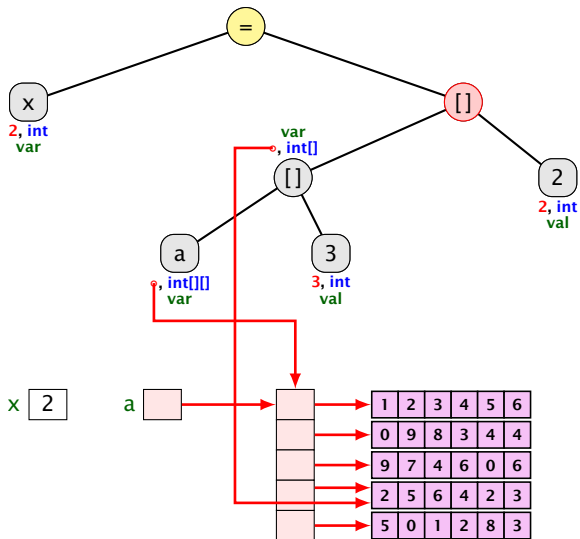 =
x
2, int
var
[]
var
, int[]
[]
2
2, int
val
a
, int[][]
var
3
3, int
val
x 2 a
1 2 3 4 5 6
0 9 8 3 4 4
9 7 4 6 0 6
2 5 6 4 2 3
5 0 1 2 8 3